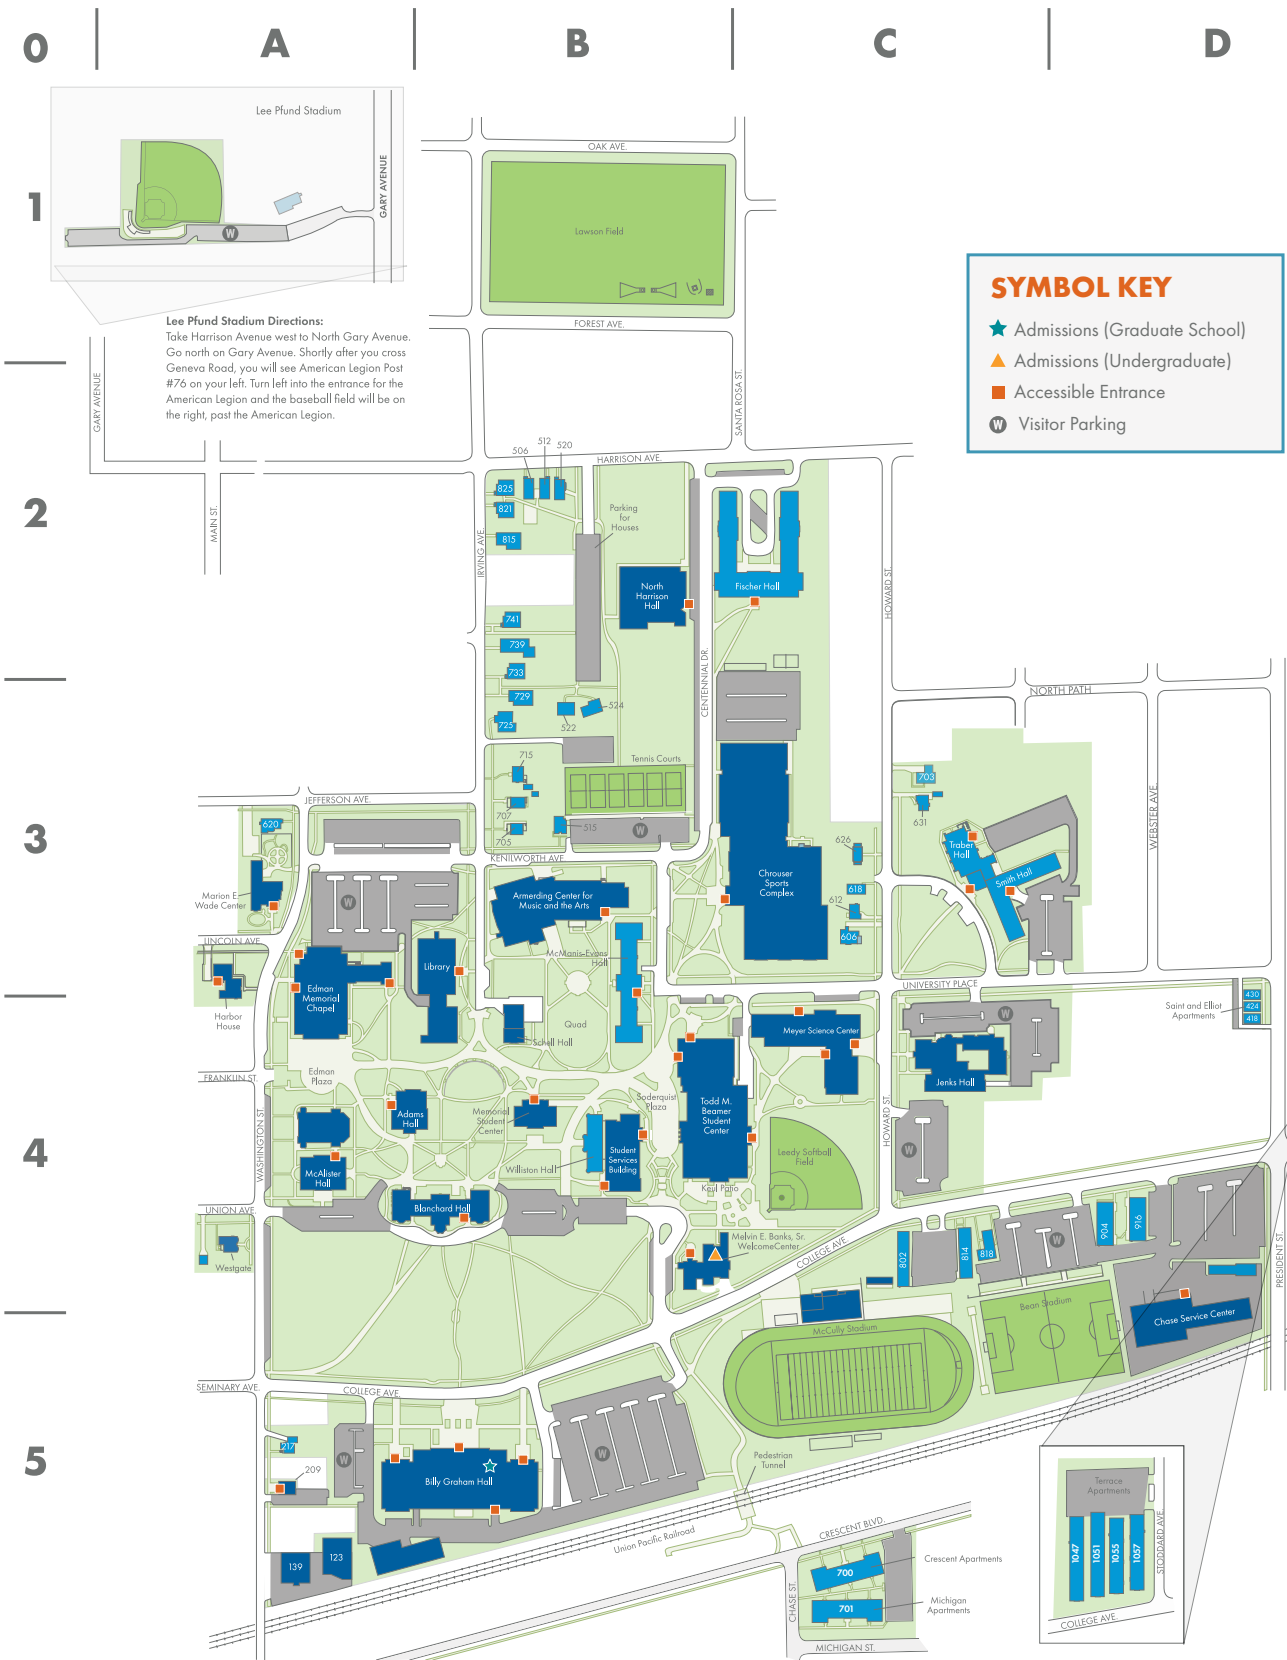 0
A
B
C
D
1
2
3
4
5
Lee Pfund Stadium
GARY AVENUE
W
Lee Pfund Stadium Directions:
Take Harrison Avenue west to North Gary Avenue.
Go north on Gary Avenue. Shortly after you cross
Geneva Road, you will see American Legion Post
#76 on your left. Turn left into the entrance for the
American Legion and the baseball field will be on
the right, past the American Legion.
OAK AVE.
Lawson Field
FOREST AVE.
SANTA ROSA ST.
SYMBOL KEY
Admissions (Graduate School)
Admissions (Undergraduate)
Accessible Entrance
W Visitor Parking
GARY AVENUE
MAIN ST.
IRVING AVE.
HARRISON AVE.
506
512
520
825
821
815
Parking
for
Houses
North
Harrison
Hall
Fischer Hall
HOWARD ST.
741
739
733
729
725
522
524
CENTENNIAL DR.
NORTH PATH
WEBSTER AVE.
715
707
705
515
Tennis Courts
W
JEFFERSON AVE.
620
KENILWORTH AVE.
Marion E.
Wade Center
W
Armerding Center for
Music and the Arts
Chrouser
Sports
Complex
626
618
612
606
703
631
Traber
Hall
Smith Hall
W
LINCOLN AVE.
Harbor
House
Edman
Memorial
Chapel
Library
McManis-Evans
Hall
Quad
Schell Hall
UNIVERSITY PLACE
Saint and Elliot
Apartments
430
424
418
Meyer Science Center
W
Jenks Hall
FRANKLIN ST.
Edman
Plaza
WASHINGTON ST.
Adams
Hall
Memorial
Student
Center
Soderquist
Plaza
Todd M.
Beamer
Student
Center
HOWARD ST.
W
McAlister
Hall
Williston Hall
Student
Services
Building
Leedy Softball
Field
Keul Patio
UNION AVE.
Blanchard Hall
Westgate
Melvin E. Banks, Sr.
WelcomeCenter
COLLEGE AVE.
802
814
818
W
904
916
PRESIDENT ST.
Bean Stadium
Chase Service Center
McCully Stadium
SEMINARY AVE.
COLLEGE AVE.
217
209
W
Billy Graham Hall
W
139
123
Pedestrian
Tunnel
Union Pacific Railroad
CRESCENT BLVD.
CHASE ST.
700
Crescent Apartments
701
Michigan
Apartments
MICHIGAN ST.
Terrace
Apartments
1047
1051
1055
1057
STODDARD AVE.
COLLEGE AVE.